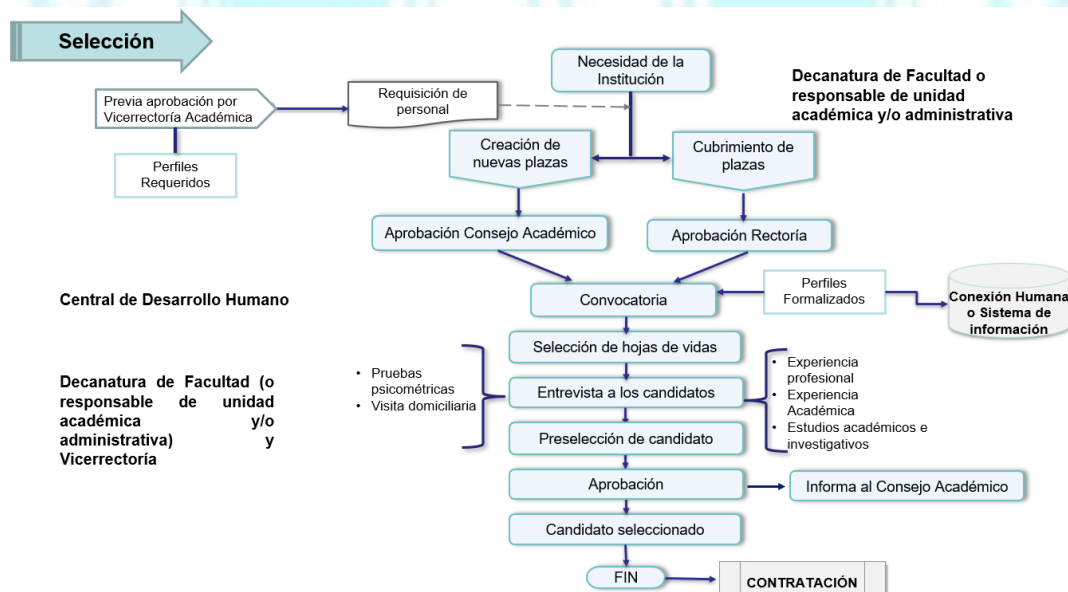 Selección
Necesidad de la
Institución
Decanatura de Facultad o
responsable de unidad
académica y/o administrativa
Previa aprobación por
Vicerrectoría Académica
Requisición de
personal
Perfiles
Requeridos
Creación de
nuevas plazas
Cubrimiento de
plazas
Aprobación Consejo Académico
Aprobación Rectoría
Central de Desarrollo Humano
Convocatoria
Perfiles
Formalizados
Conexión Humana
o Sistema de
información
Selección de hojas de vidas
Decanatura de Facultad (o
responsable de unidad
académica y/o
administrativa) y
Vicerrectoría
• Pruebas
psicométricas
• Visita domiciliaria
Entrevista a los candidatos
• Experiencia
profesional
• Experiencia
Académica
• Estudios académicos e
investigativos
Preselección de candidato
Aprobación
Informa al Consejo Académico
Candidato seleccionado
FIN
CONTRATACIÓN